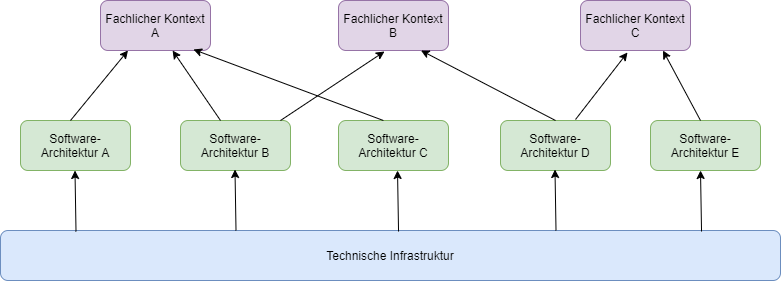 Fachlicher Kontext
A
Fachlicher Kontext
B
Fachlicher Kontext
C
Software-
Architektur A
Software-
Architektur B
Software-
Architektur C
Software-
Architektur D
Software-
Architektur E
Technische Infrastruktur